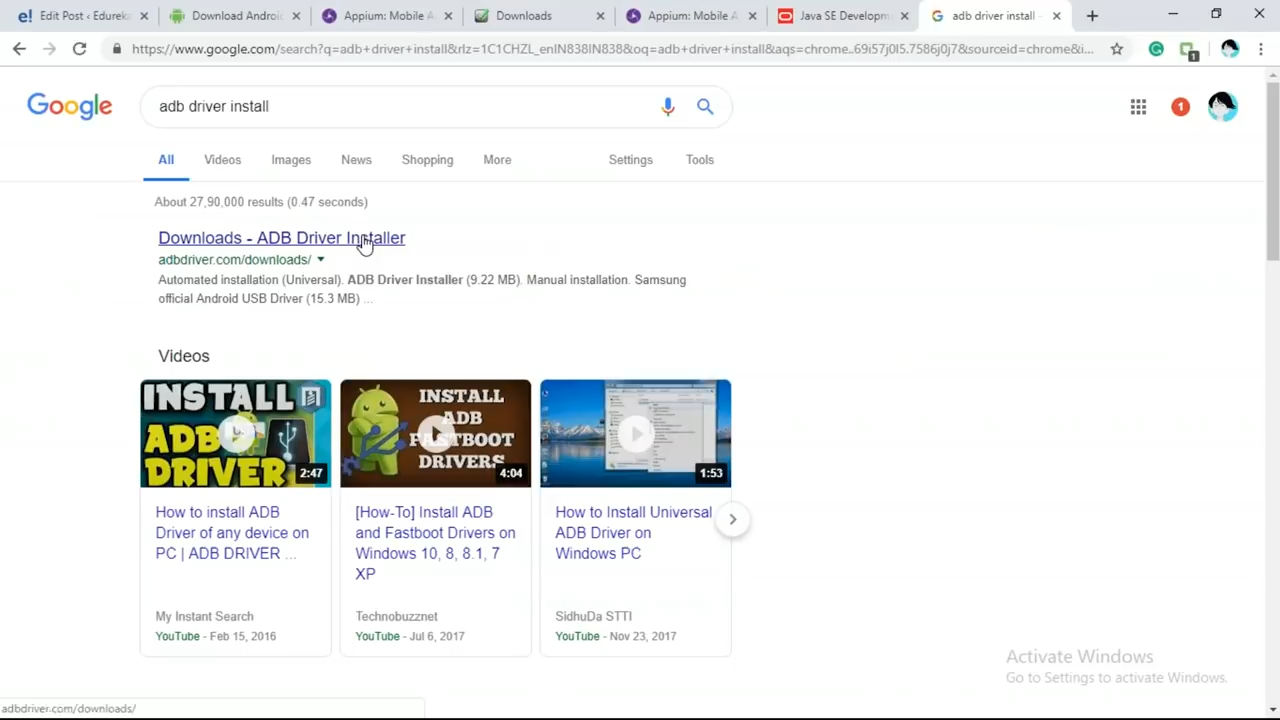 e! Edit Post ‹ Edurek
Download Androi
Appium: Mobile A
Downloads
Appium: Mobile A
Java SE Developm
adb driver install -
https://www.google.com/search?q=adb+driver+install&rlz=1C1CHZL_enIN838IN838&oq=adb+driver+install&aqs=chrome..69i57j0l5.7586j0j7&sourceid=chrome&i...
1
Google
adb driver install
1
All
Videos
Images
News
Shopping
More
Settings
Tools
About 27,90,000 results (0.47 seconds)
Downloads - ADB Driver Installer
adbdriver.com/downloads/
Automated installation (Universal). ADB Driver Installer (9.22 MB). Manual installation. Samsung
official Android USB Driver (15.3 MB) ...
Videos
INSTALL
ADB
DRIVER
2:47
INSTALL
ADB
FASTBOOT
DRIVERS
4:04
1:53
How to install ADB
Driver of any device on
PC | ADB DRIVER ...
My Instant Search
YouTube - Feb 15, 2016
[How-To] Install ADB
and Fastboot Drivers on
Windows 10, 8, 8.1, 7
XP
Technobuzznet
YouTube - Jul 6, 2017
How to Install Universal
ADB Driver on
Windows PC
SidhuDa STTI
YouTube - Nov 23, 2017
Activate Windows
Go to Settings to activate Windows.
adbdriver.com/downloads/